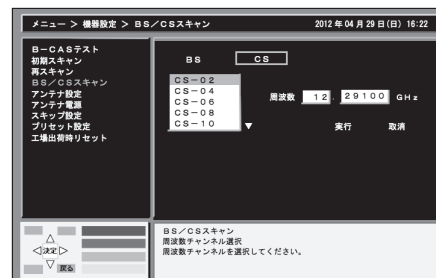 メニュー > 機器設定 > BS/CSスキャン 2012年04月29日(日) 16:22
B-CASテスト
初期スキャン
再スキャン
BS/CSスキャン
アンテナ設定
アンテナ電源
スキップ設定
プリセット設定
工場出荷時リセット
BS CS
CS-02
CS-04
CS-06
CS-08
CS-10
▼
周波数 12. 29100 GHz
実行 取消
決定
戻る
BS/CSスキャン
周波数チャンネル選択
周波数チャンネルを選択してください。